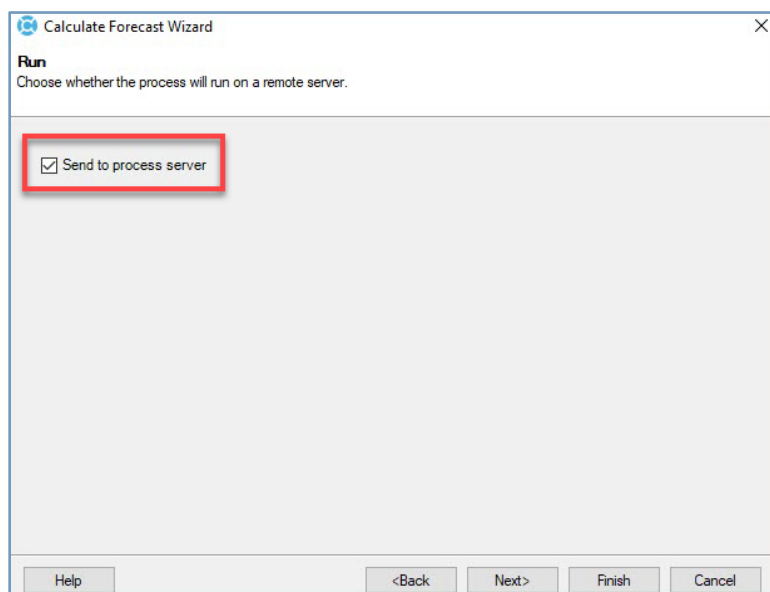 Calculate Forecast Wizard
Run
Choose whether the process will run on a remote server.
Send to process server
Help
<Back
Next>
Finish
Cancel